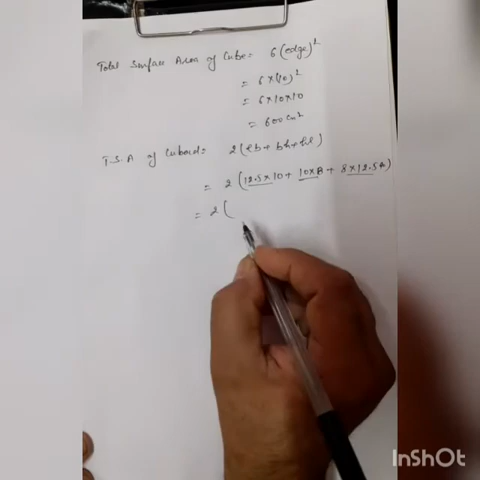 Total Surface Area of Cube = 6 (edge)²
= 6 × (10)²
= 6×10×10
= 600 cm²
T.S.A of Cuboid = 2 (lb + bh + hl)
= 2 (12.5×10 + 10×8 + 8×12.5)
= 2 (
InShOt